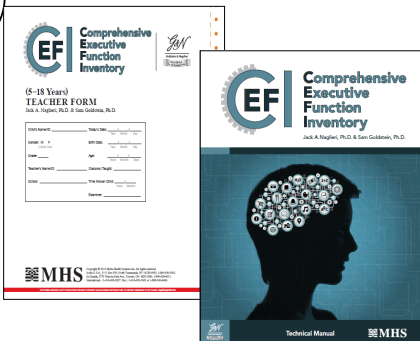 CEFI
Comprehensive
Executive
Function
Inventory
G&N
(5–18 Years)
TEACHER FORM
Jack A. Naglieri, Ph.D. & Sam Goldstein, Ph.D.
Child's Name/ID:
Today's Date:
Gender: M F
Birth Date:
Grade:
Age:
Teacher's Name/ID:
Class(es) Taught:
School:
Time Known Child:
Examiner:
MHS
CEFI
Comprehensive
Executive
Function
Inventory
Jack A. Naglieri, Ph.D. & Sam Goldstein, Ph.D.
G&N
Technical Manual
MHS